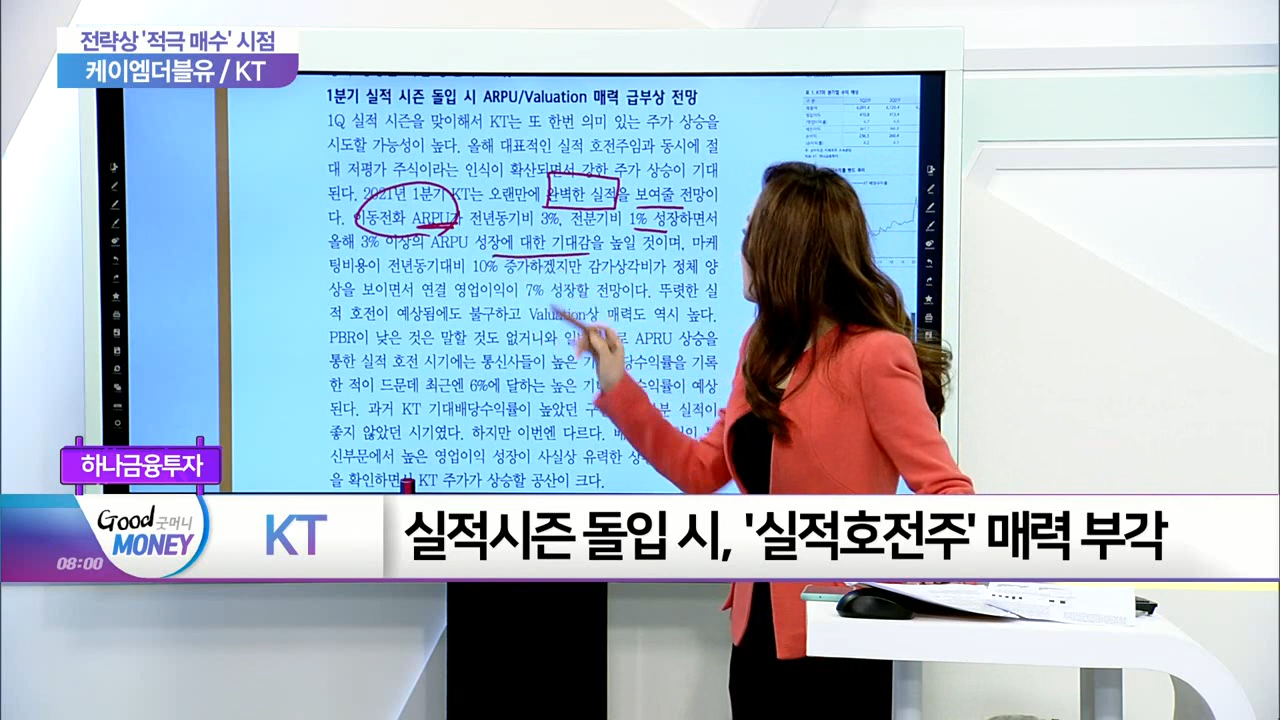 전략상 '적극 매수' 시점
케이엠더블유 / KT
1분기 실적 시즌 돌입 시 ARPU/Valuation 매력 급부상 전망
1Q 실적 시즌을 맞이해서 KT는 또 한번 의미 있는 주가 상승을
시도할 가능성이 높다. 올해 대표적인 실적 호전주임과 동시에 절
대 저평가 주식이라는 인식이 확산되면서 강한 주가 상승이 기대
된다. 2021년 1분기 KT는 오랜만에 완벽한 실적을 보여줄 전망이
다. 이동전화 ARPU가 전년동기비 3%, 전분기비 1% 성장하면서
올해 3% 이상의 ARPU 성장에 대한 기대감을 높일 것이며, 마케
팅비용이 전년동기대비 10% 증가하겠지만 감가상각비가 정체 양
상을 보이면서 연결 영업이익이 7% 성장할 전망이다. 뚜렷한 실
적 호전이 예상됨에도 불구하고 Valuation상 매력도 역시 높다.
PBR이 낮은 것은 말할 것도 없거니와 APRU 상승을
통한 실적 호전 시기에는 통신사들이 높은 기록
한 적이 드문데 최근엔 6%에 달하는 높은 예상
된다. 과거 KT 기대배당수익률이 높았던 실적이
좋지 않았던 시기였다. 하지만 이번엔 다르다.
신부문에서 높은 영업이익 성장이 사실상 유력한
을 확인하면서 KT 주가가 상승할 공산이 크다.
하나금융투자
Good 굿머니
MONEY
08:00
KT
실적시즌 돌입 시, '실적호전주' 매력 부각